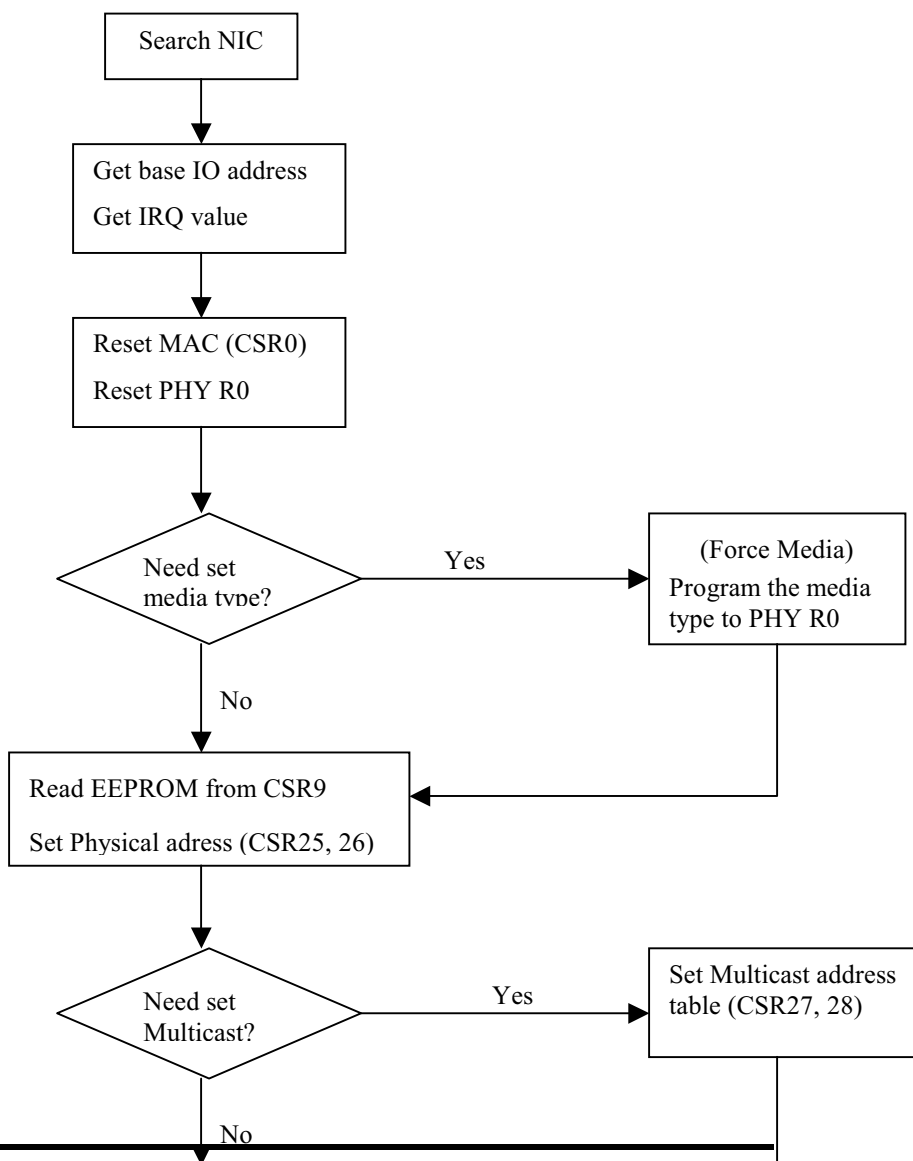 Search NIC
Get base IO address
Get IRQ value
Reset MAC (CSR0)
Reset PHY R0
Need set
media type?
Yes
(Force Media)
Program the media
type to PHY R0
No
Read EEPROM from CSR9
Set Physical adress (CSR25, 26)
Need set
Multicast?
Yes
Set Multicast address
table (CSR27, 28)
No